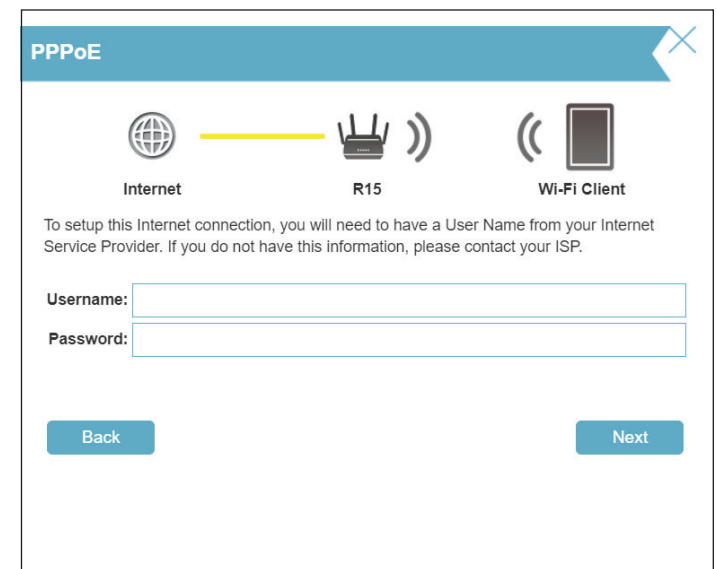 PPPoE
Internet R15 Wi-Fi Client
To setup this Internet connection, you will need to have a User Name from your Internet
Service Provider. If you do not have this information, please contact your ISP.
Username:
Password:
Back Next